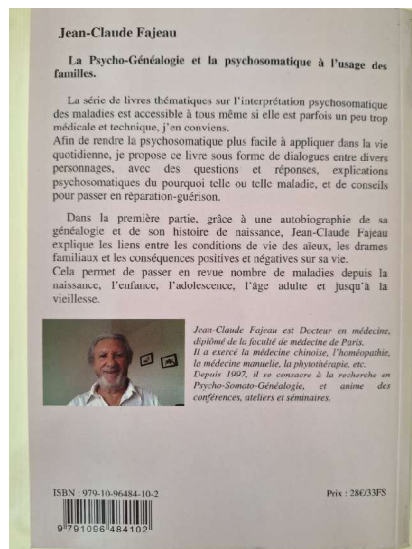 Jean-Claude Fajeau
La Psycho-Généalogie et la psychosomatique à l'usage des
familles.
La série de livres thématiques sur l'interprétation psychosomatique
des maladies est accessible à tous même si elle est parfois un peu trop
médicale et technique, j'en conviens.
Afin de rendre la psychosomatique plus facile à appliquer dans la vie
quotidienne, je propose ce livre sous forme de dialogues entre divers
personnages, avec des questions et réponses, explications
psychosomatiques du pourquoi telle ou telle maladie, et de conseils
pour passer en réparation-guérison.
Dans la première partie, grâce à une autobiographie de sa
généalogie et de son histoire de naissance, Jean-Claude Fajeau
explique les liens entre les conditions de vie des aïeux, les drames
familiaux et les conséquences positives et négatives sur sa vie.
Cela permet de passer en revue nombre de maladies depuis la
naissance, l'enfance, l'adolescence, l'âge adulte et jusqu'à la
vieillesse.
Jean-Claude Fajeau est Docteur en médecine,
diplômé de la faculté de médecine de Paris.
Il a exercé la médecine chinoise, l'homéopathie,
la médecine manuelle, la phytothérapie, etc.
Depuis 1997, il se consacre à la recherche en
Psycho-Somato-Généalogie, et anime des
conférences, ateliers et séminaires.
ISBN : 979-10-96484-10-2
Prix : 28€/33FS
9 791096 484102